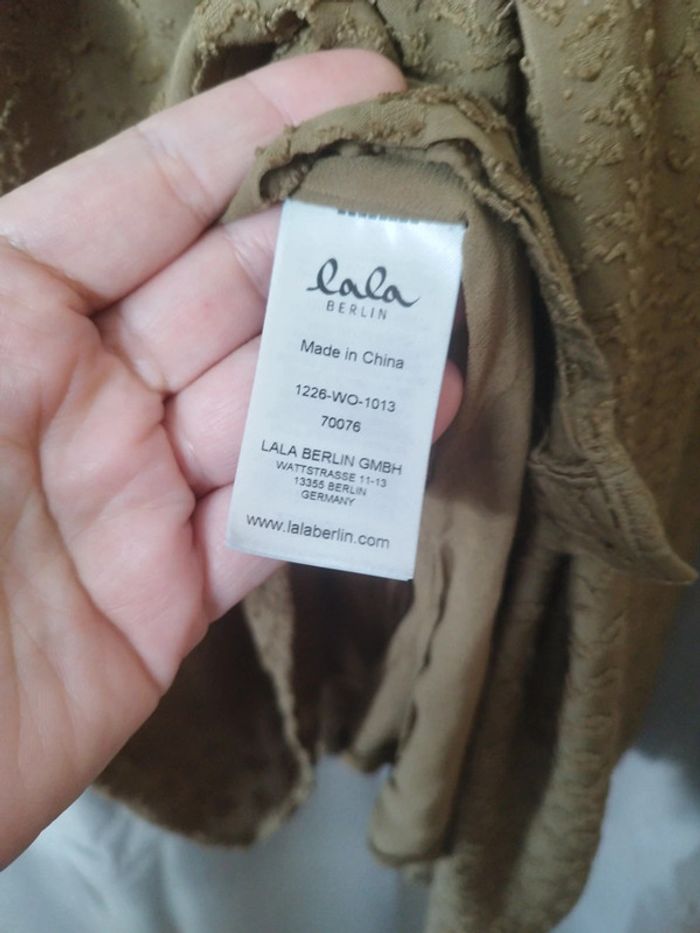 lala
BERLIN
Made in China
1226-WO-1013
70076
LALA BERLIN GMBH
WATTSTRASSE 11-13
13355 BERLIN
GERMANY
www.lalaberlin.com